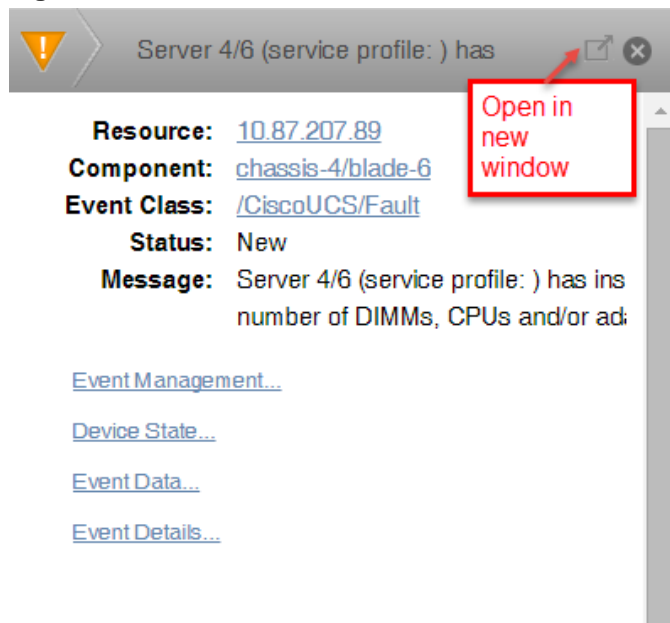 Server 4/6 (service profile: ) has
Open in
new
window
Resource: 10.87.207.89
Component: chassis-4/blade-6
Event Class: /CiscoUCS/Fault
Status: New
Message: Server 4/6 (service profile: ) has ins
number of DIMMs, CPUs and/or
Event Management...
Device State...
Event Data...
Event Details...